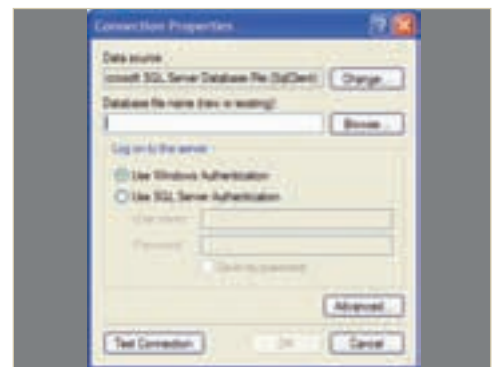 Connection Properties
Data source:
crosoft SQL Server Database File (SqlClient)
Change...
Database file name (new or existing):
Browse...
Log on to the server
Use Windows Authentication
Use SQL Server Authentication
User name:
Password:
Save my password
Advanced...
Test Connection
OK
Cancel